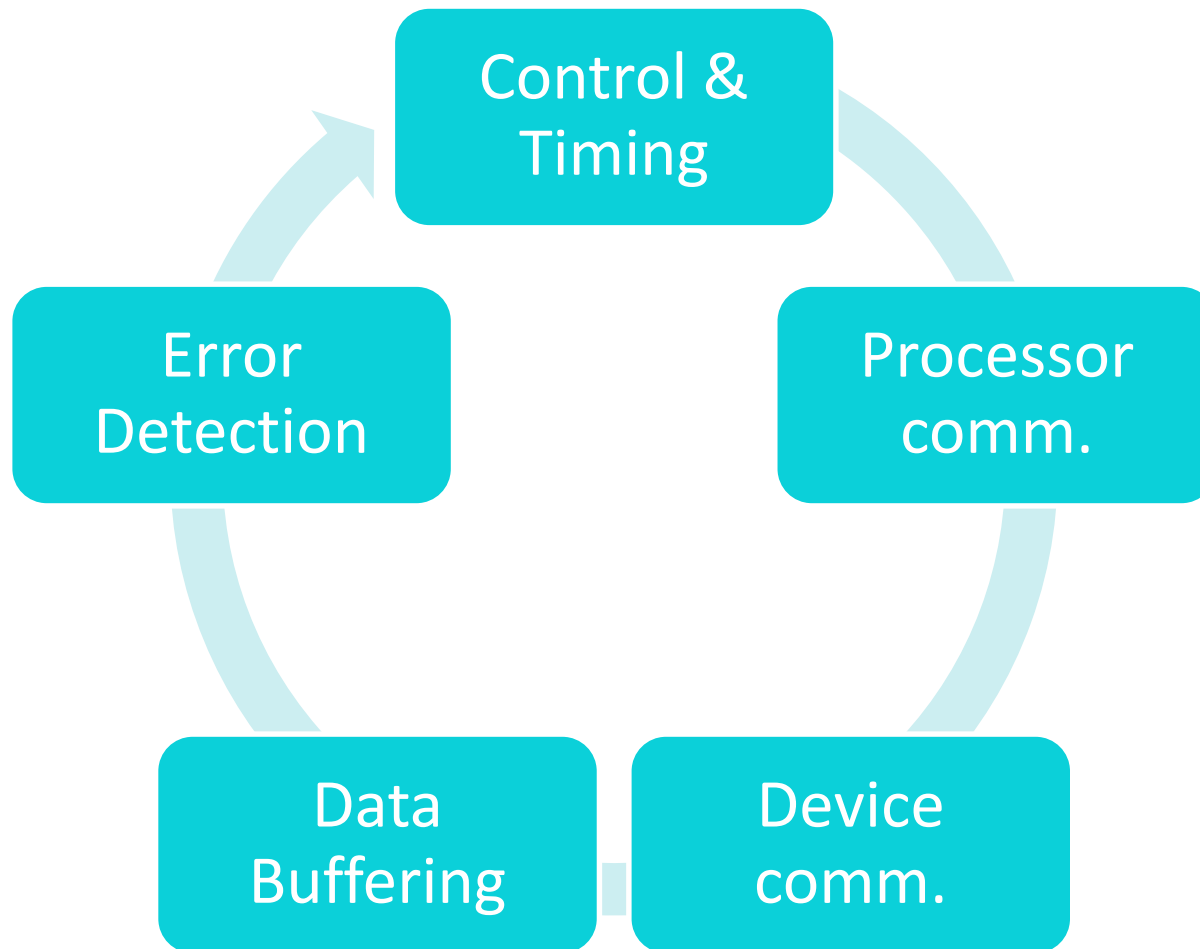 Control &
Timing
Processor
comm.
Device
comm.
Data
Buffering
Error
Detection